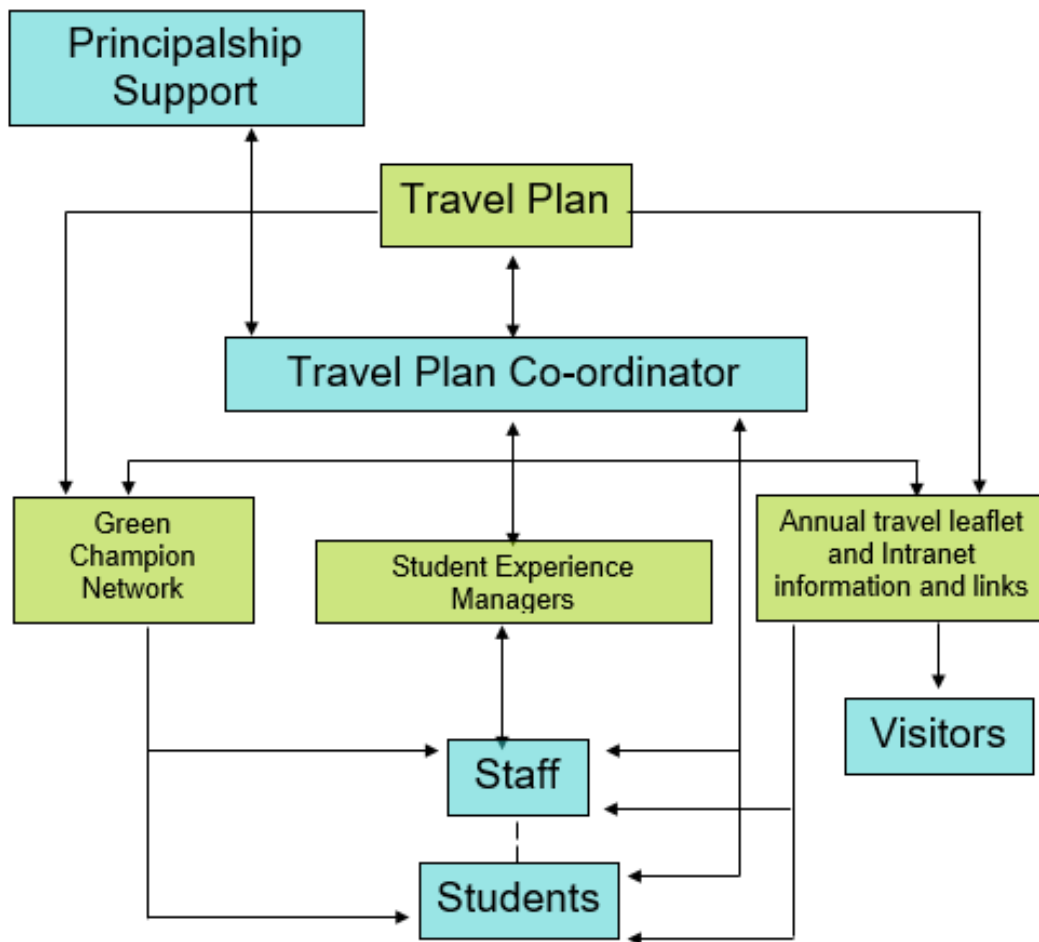 Principalship
Support
Travel Plan
Travel Plan Co-ordinator
Green
Champion
Network
Student Experience
Managers
Annual travel leaflet
and Intranet
information and links
Visitors
Staff
Students